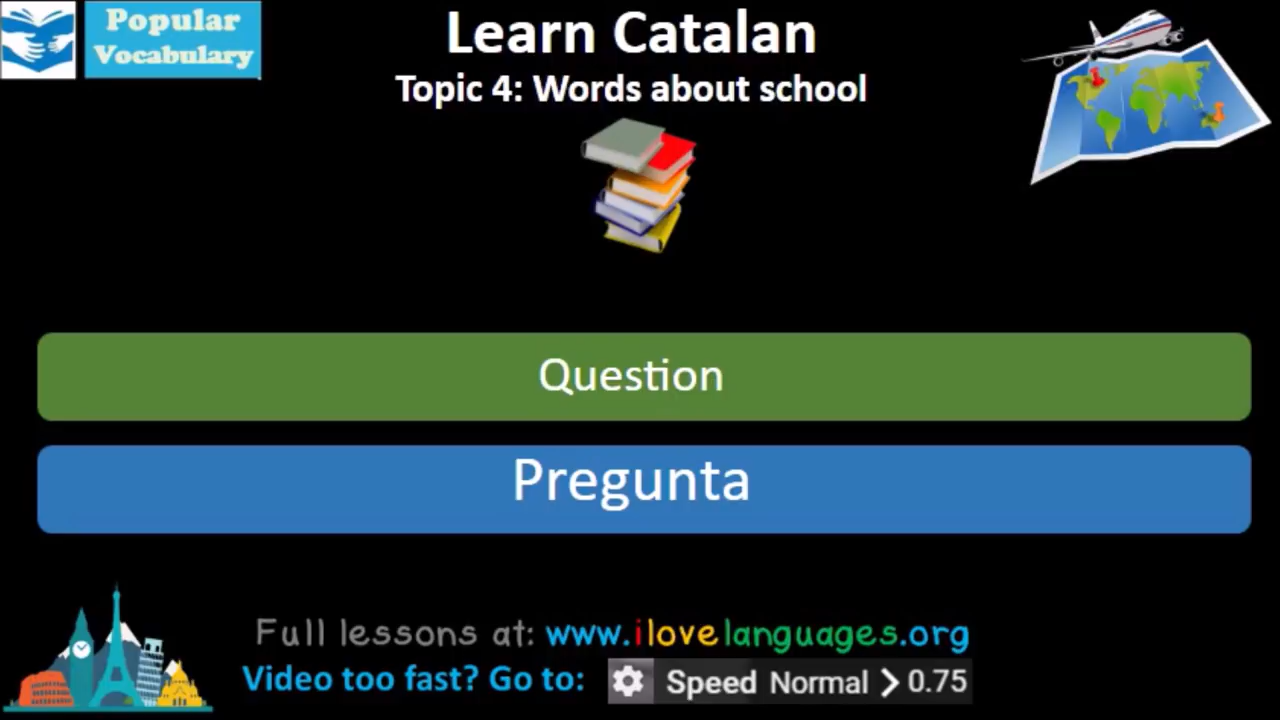 Popular
Vocabulary
Learn Catalan
Topic 4: Words about school
Question
Pregunta
Full lessons at: www.ilovelanguages.org
Video too fast? Go to: Speed Normal > 0.75